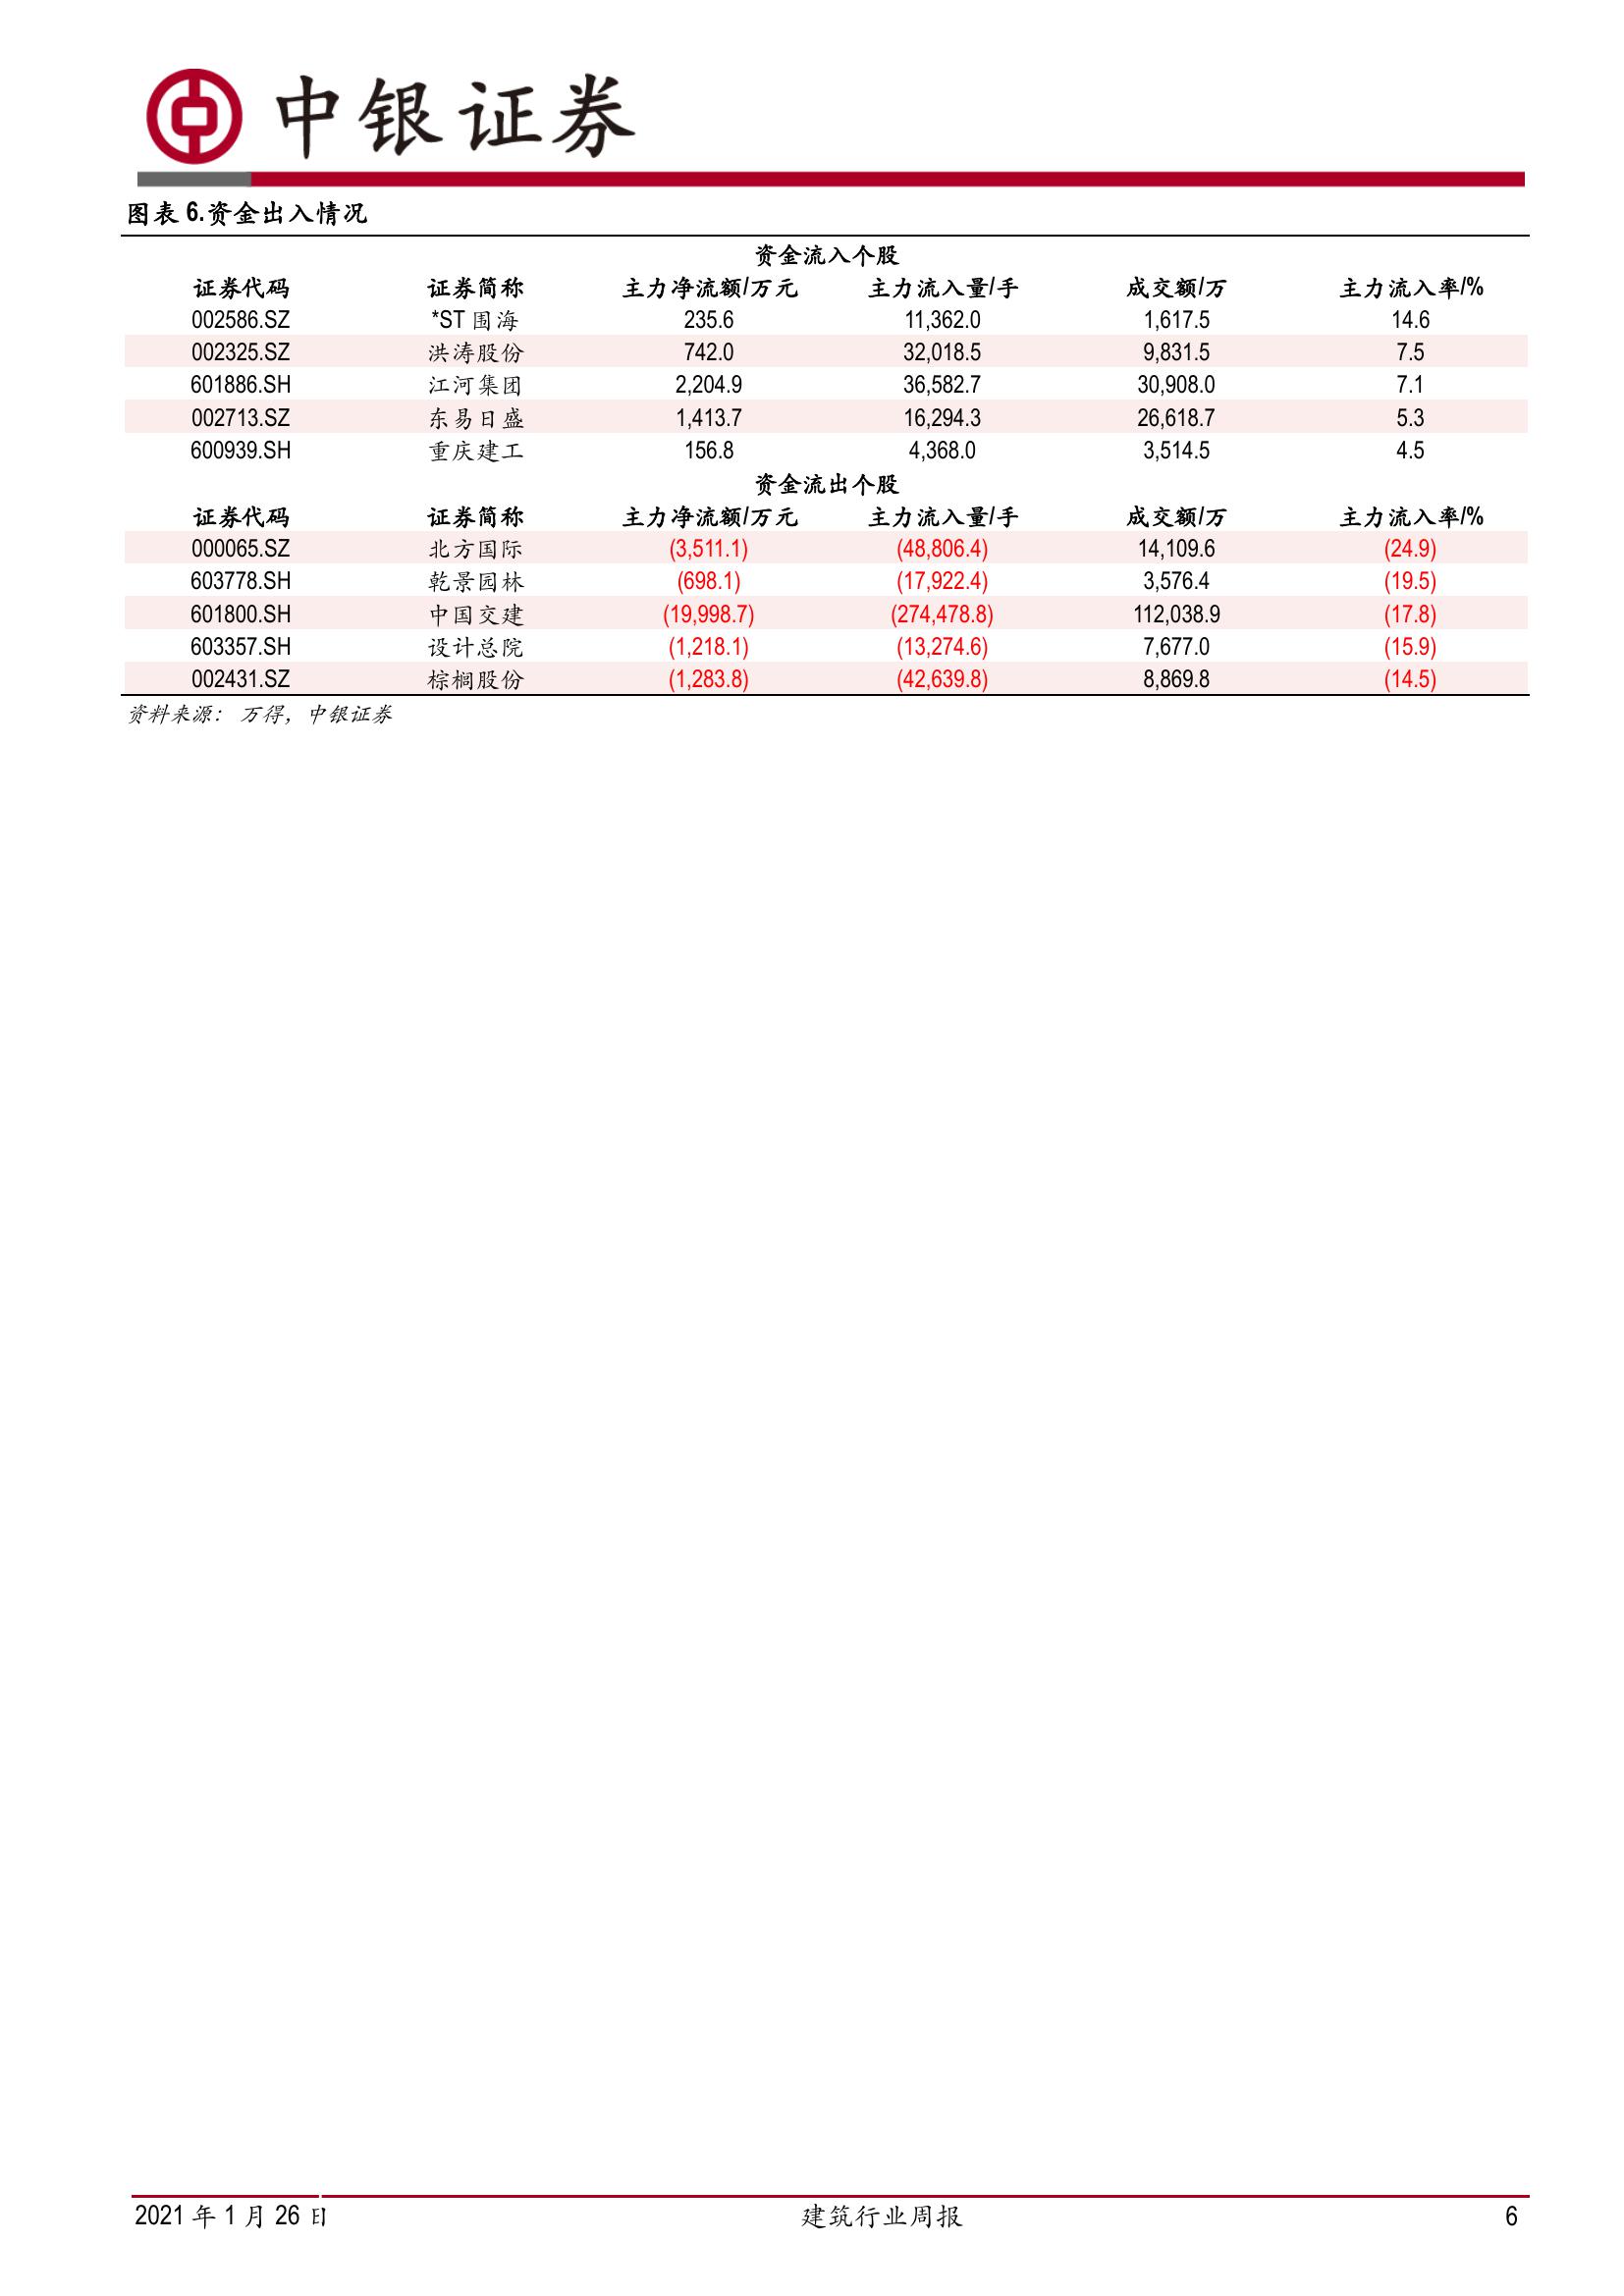 中银证券
图表 6.资金出入情况
资金流入个股
证券代码 证券简称 主力净流额/万元 主力流入量/手 成交额/万 主力流入率/%
002586.SZ *ST 围海 235.6 11,362.0 1,617.5 14.6
002325.SZ 洪涛股份 742.0 32,018.5 9,831.5 7.5
601886.SH 江河集团 2,204.9 36,582.7 30,908.0 7.1
002713.SZ 东易日盛 1,413.7 16,294.3 26,618.7 5.3
600939.SH 重庆建工 156.8 4,368.0 3,514.5 4.5
资金流出个股
证券代码 证券简称 主力净流额/万元 主力流入量/手 成交额/万 主力流入率/%
000065.SZ 北方国际 (3,511.1) (48,806.4) 14,109.6 (24.9)
603778.SH 乾景园林 (698.1) (17,922.4) 3,576.4 (19.5)
601800.SH 中国交建 (19,998.7) (274,478.8) 112,038.9 (17.8)
603357.SH 设计总院 (1,218.1) (13,274.6) 7,677.0 (15.9)
002431.SZ 棕榈股份 (1,283.8) (42,639.8) 8,869.8 (14.5)
资料来源： 万得，中银证券
2021 年 1 月 26 日 建筑行业周报 6